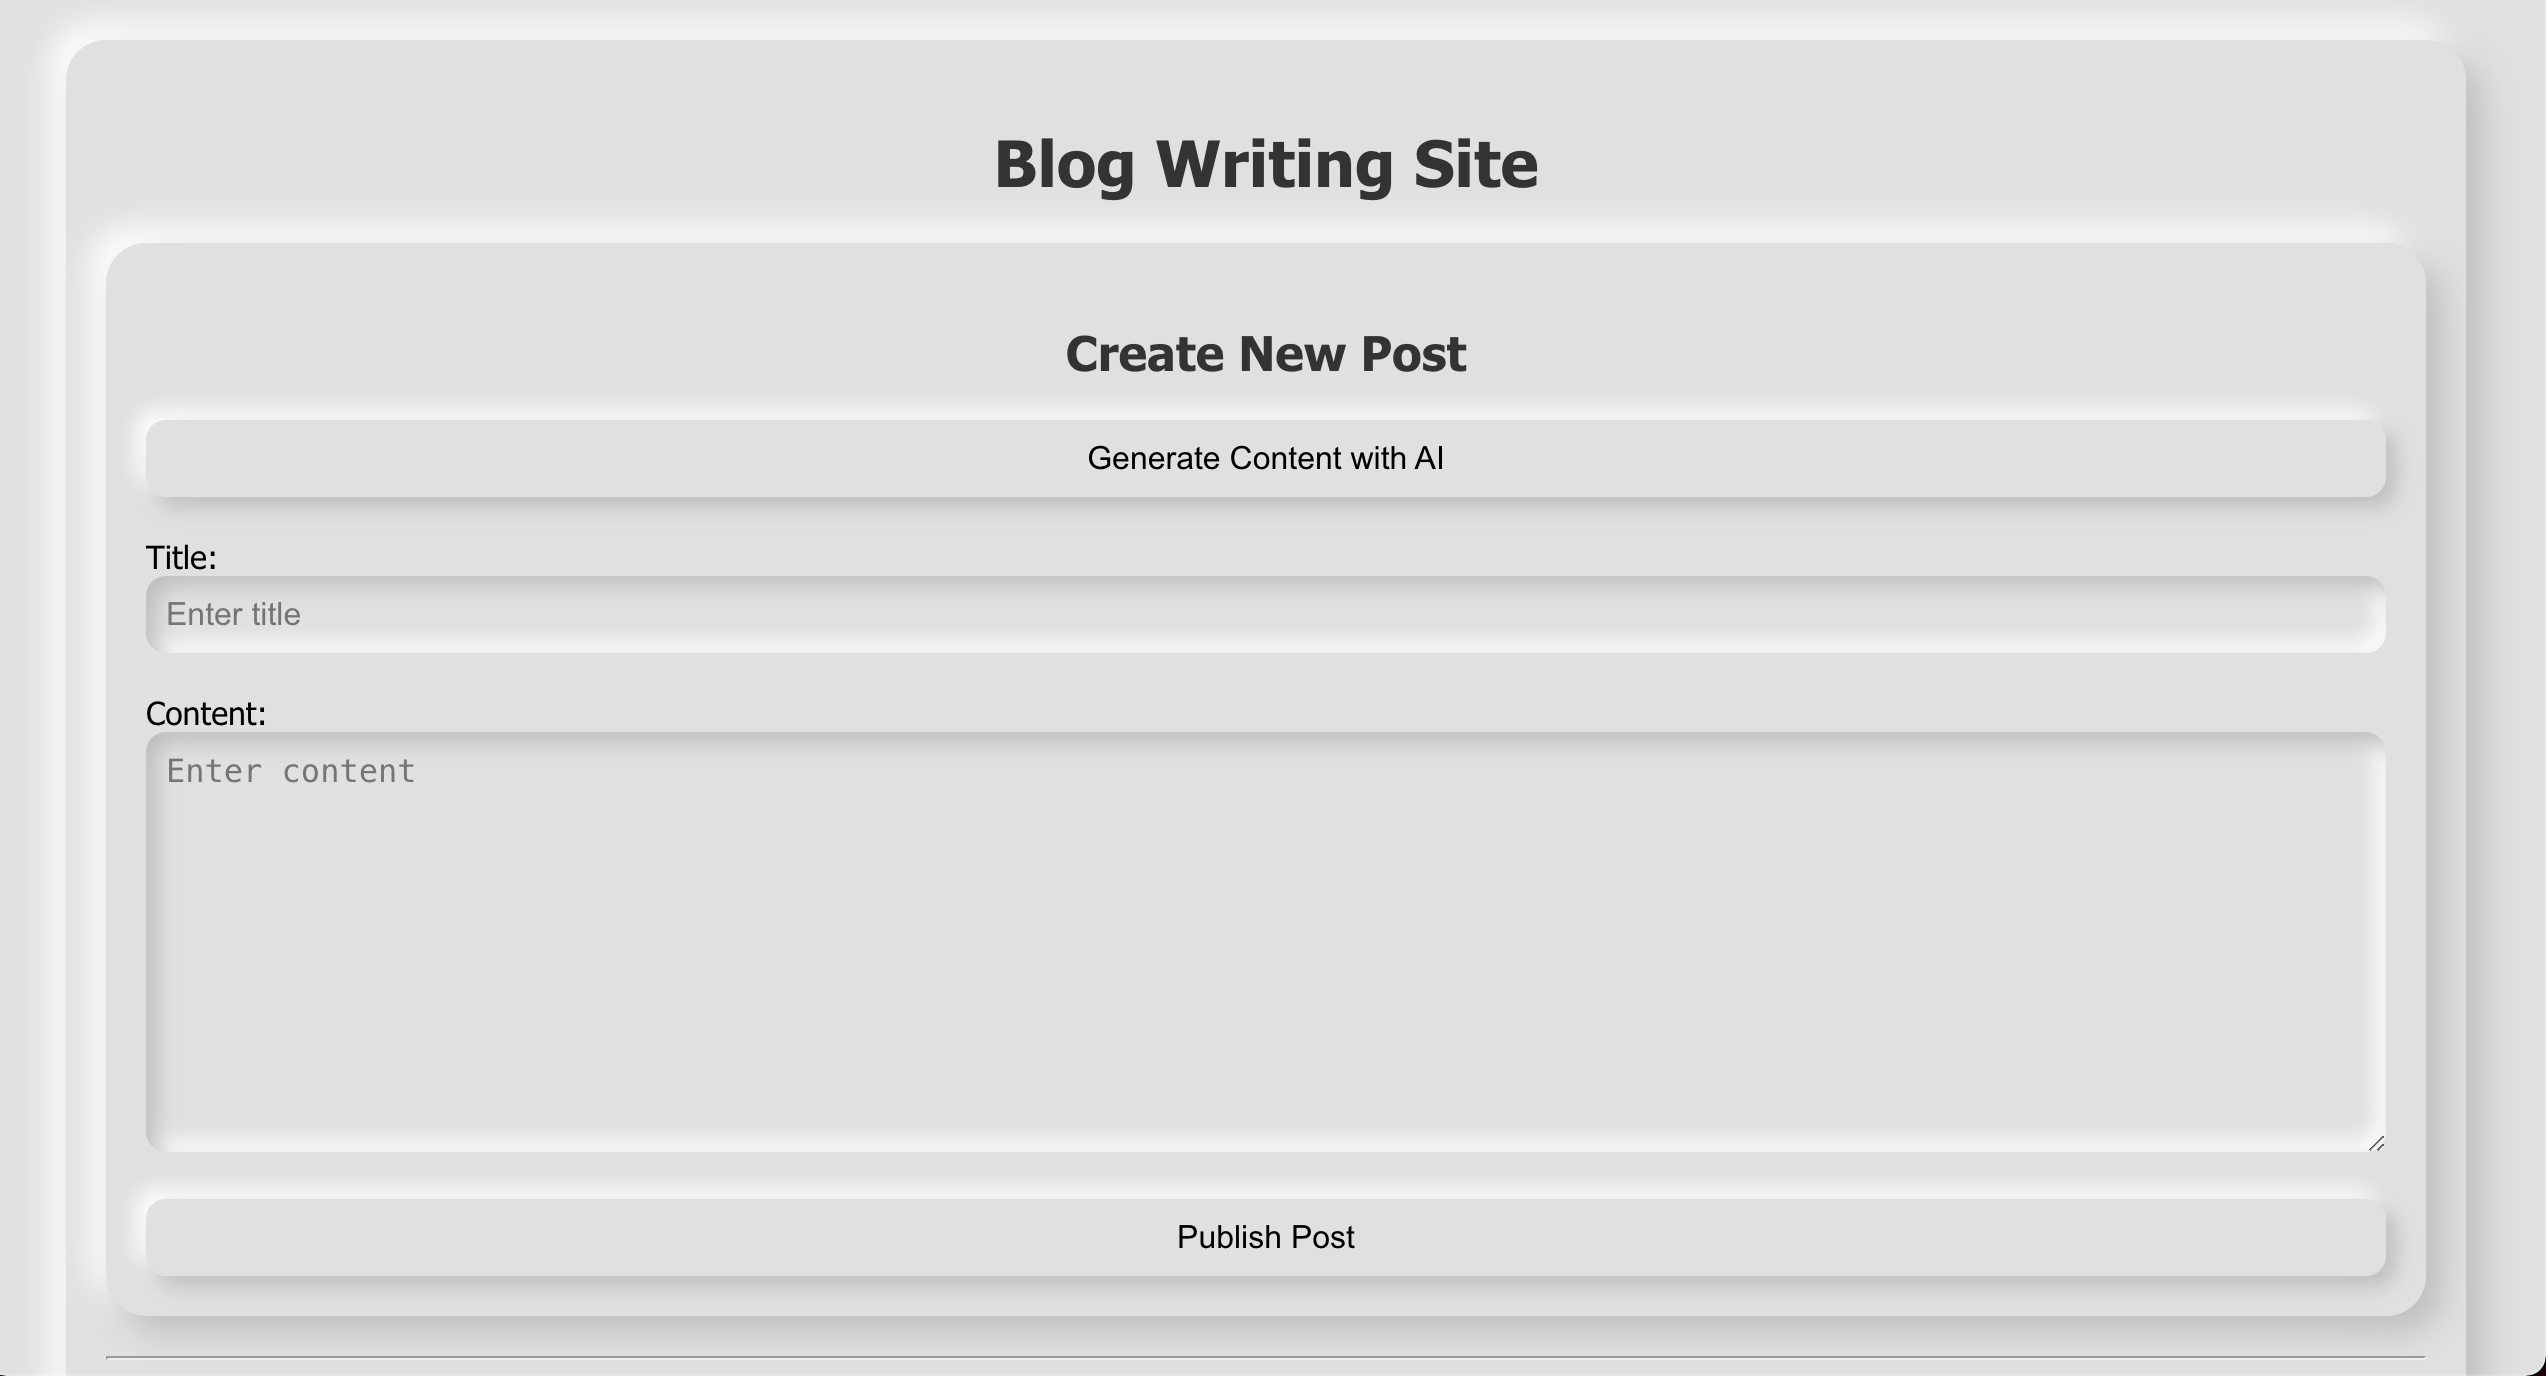 Blog Writing Site
Create New Post
Generate Content with AI
Title:
Enter title
Content:
Enter content
Publish Post